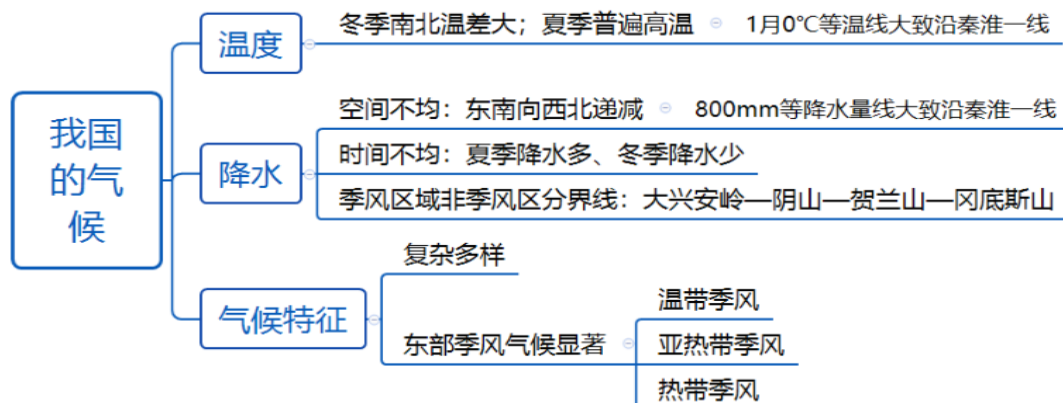 我国的气候
温度
冬季南北温差大；夏季普遍高温
1月0℃等温线大致沿秦淮一线
降水
空间不均：东南向西北递减
800mm等降水量线大致沿秦淮一线
时间不均：夏季降水多、冬季降水少
季风区域非季风区分界线：大兴安岭—阴山—贺兰山—冈底斯山
气候特征
复杂多样
东部季风气候显著
温带季风
亚热带季风
热带季风